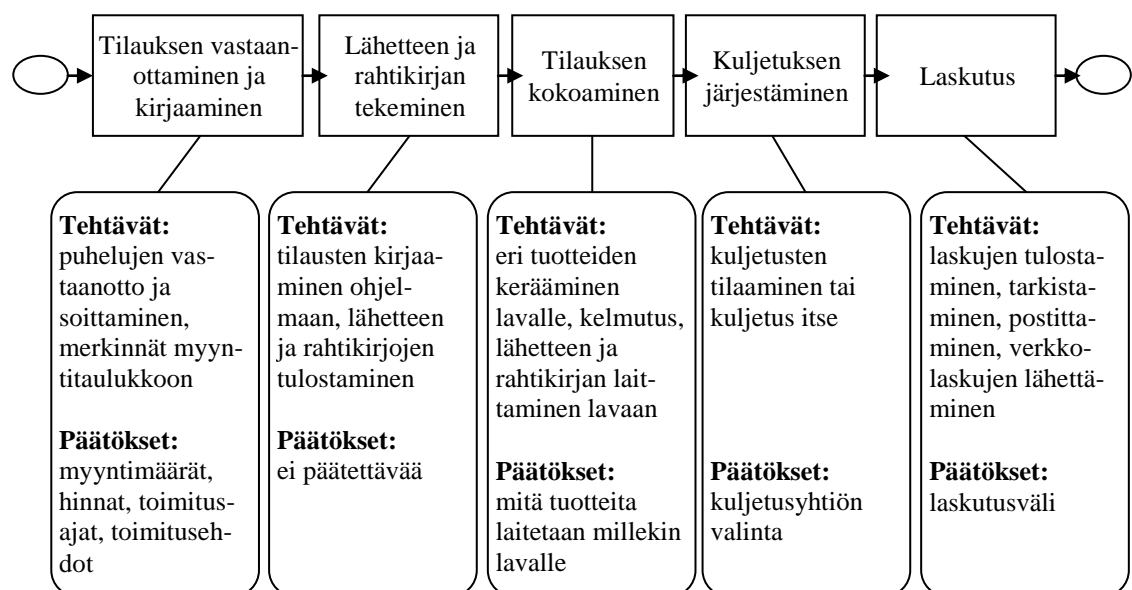 Tilauksen vastaan-
ottaminen ja
kirjaaminen
Lähetteen ja
rahtikirjan
tekeminen
Tilauksen
kokoaminen
Kuljetuksen
järjestäminen
Laskutus
Tehtävät:
puhelujen vas-
taanotto ja
soittaminen,
merkinnät myyn-
titaulukkoon
Päätökset:
myyntimäärät,
hinnat, toimitus-
ajat, toimituseh-
dot
Tehtävät:
tilausten kirjaa-
minen ohjel-
maan, lähetteen
ja rahtikirjojen
tulostaminen
Päätökset:
ei päätettävää
Tehtävät:
eri tuotteiden
kerääminen
lavalle, kelmutus,
lähetteen ja
rahtikirjan lait-
taminen lavaan
Päätökset:
mitä tuotteita
laitetaan millekin
lavalle
Tehtävät:
kuljetusten
tilaaminen tai
kuljetus itse
Päätökset:
kuljetusyhtiön
valinta
Tehtävät:
laskujen tulosta-
minen, tarkista-
minen, postitta-
minen, verkko-
laskujen lähettä-
minen
Päätökset:
laskutusväli